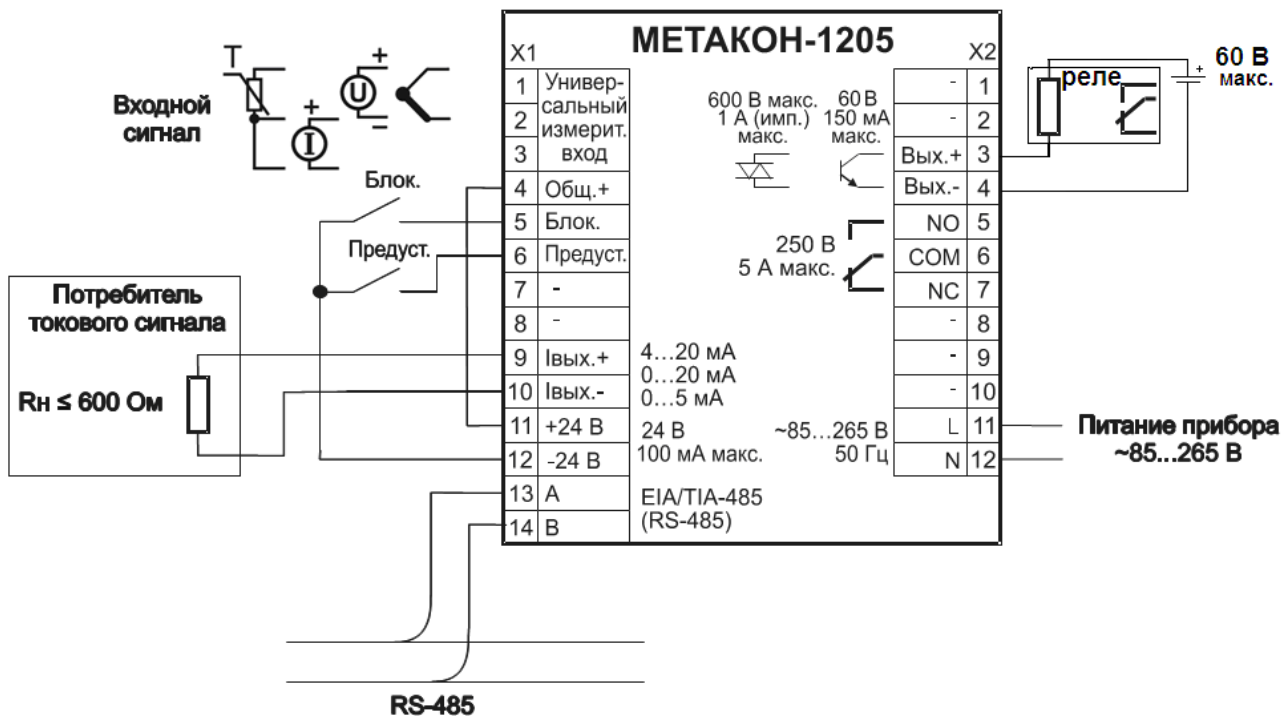 МЕТАКОН-1205
X1
X2
1
Универ-
2
сальный
3
измерит.
вход
4 Общ.+
5 Блок.
6 Предуст.
7 -
8 -
9 Iвых.+
10 Iвых.-
11 +24 В
12 -24 В
13 A
14 B
Входной
сигнал
T
I
+
U
+
−
Блок.
Предуст.
Потребитель
токового сигнала
Rн ≤ 600 Ом
RS-485
600 В макс.
1 А (имп.)
макс.
60 В
150 мА
макс.
250 В
5 А макс.
4...20 мА
0...20 мА
0...5 мА
24 В
100 мА макс.
~85...265 В
50 Гц
EIA/TIA-485
(RS-485)
- 1
- 2
Вых.+ 3
Вых.- 4
NO 5
COM 6
NC 7
- 8
- 9
- 10
L 11
N 12
реле
+
60 В
макс.
Питание прибора
~85...265 В